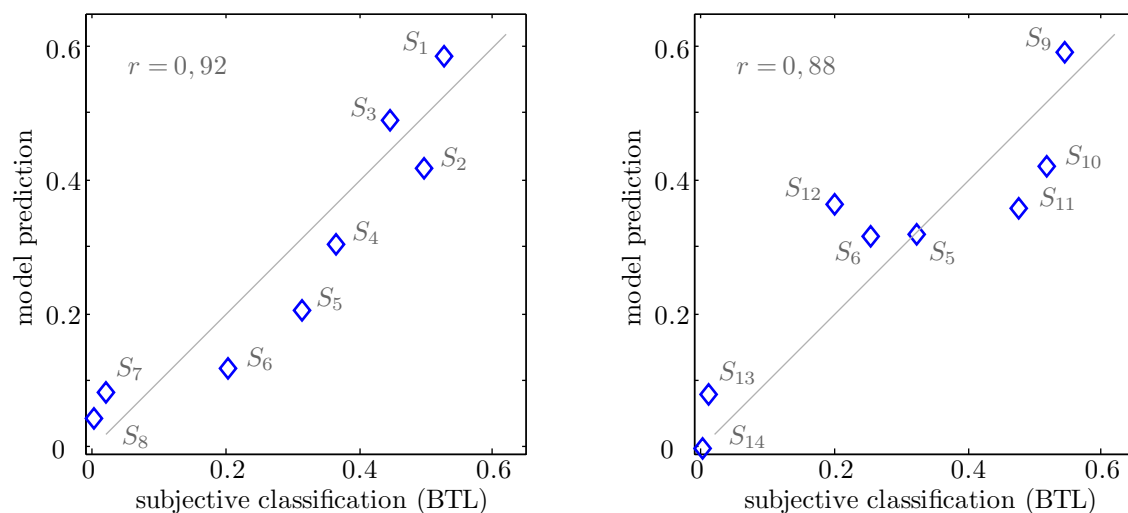 0.6
0.4
0.2
0
model prediction
r = 0, 92
S1
S3
S2
S4
S5
S6
S7
S8
0
0.2
0.4
0.6
subjective classification (BTL)
0.6
0.4
0.2
0
model prediction
r = 0, 88
S9
S10
S12
S11
S6
S5
S13
S14
0
0.2
0.4
0.6
subjective classification (BTL)